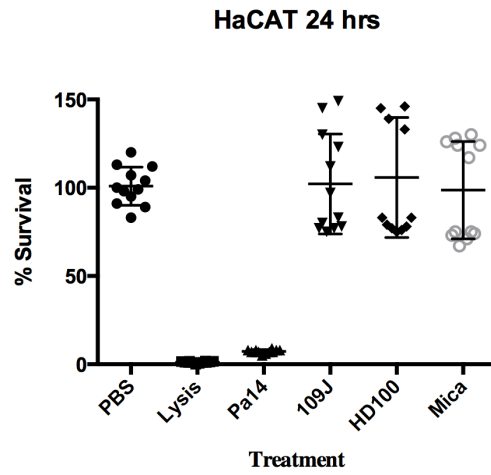 HaCAT 24 hrs
150
100
50
0
% Survival
PBS
Lysis
Pa14
109J
HD100
Mica
Treatment